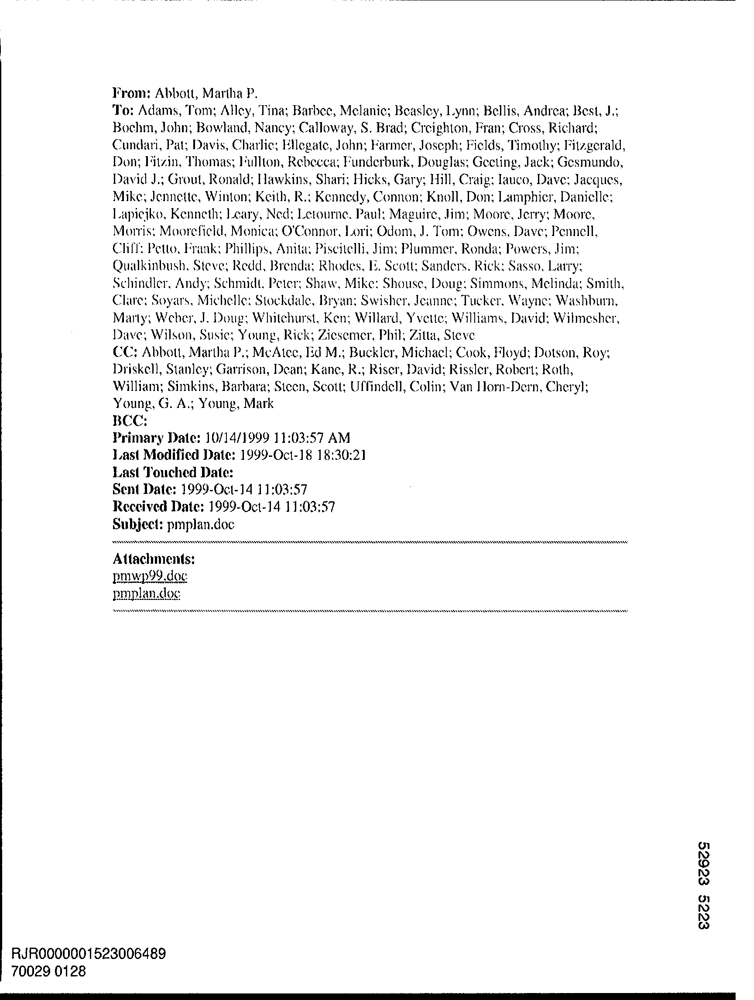 From: Abbott, Martha P.
To: Adams, Tom; Alley, Tina; Barbee, Melanie; Beasley, Lynn; Bellis, Andrea; Best, J.;
Boehm, John; Bowland, Nancy; Calloway, S. Brad; Creighton, Fran; Cross, Richard;
Cundari, Pat; Davis, Charlie; Ellegate, John; Farmer, Joseph; Fields, Timothy; Fitzgerald,
Don; Fitzin, Thomas; Fullton, Rebecca; Funderburk, Douglas; Geeting, Jack; Gesmundo,
David J.; Grout, Ronald; Hawkins, Shari; Hicks, Gary; Hill, Craig; Iauco, Dave; Jacques,
Mike; Jennette, Winton; Keith, R.; Kennedy, Connon; Knoll, Don; Lamphier, Danielle;
Lapiejko, Kenneth; Leary, Ned; Letourne, Paul; Maguire, Jim; Moore, Jerry; Moore,
Morris; Moorefield, Monica; O'Connor, Lori; Odom, J. Tom; Owens, Dave; Pennell,
Cliff; Petto, Frank; Phillips, Anita; Piscitelli, Jim; Plummer, Ronda; Powers, Jim;
Qualkinbush, Steve; Redd, Brenda; Rhodes, E. Scott; Sanders, Rick; Sasso, Larry;
Schindler, Andy; Schmidt, Peter; Shaw, Mike; Shouse, Doug; Simmons, Melinda; Smith,
Clare; Soyars, Michelle; Stockdale, Bryan; Swisher, Jeanne; Tucker, Wayne; Washburn,
Marty; Weber, J. Doug; Whitehurst, Ken; Willard, Yvette; Williams, David; Wilmesher,
Dave; Wilson, Susie; Young, Rick; Ziesemer, Phil; Zitta, Steve
CC: Abbott, Martha P.; McAtee, Ed M.; Buckler, Michael; Cook, Floyd; Dotson, Roy;
Driskell, Stanley; Garrison, Dean; Kane, R.; Riser, David; Rissler, Robert; Roth,
William; Simkins, Barbara; Steen, Scott; Uffindell, Colin; Van Horn-Dern, Cheryl;
Young, G. A.; Young, Mark
BCC:
Primary Date: 10/14/1999 11:03:57 AM
Last Modified Date: 1999-Oct-18 18:30:21
Last Touched Date:
Sent Date: 1999-Oct-14 11:03:57
Received Date: 1999-Oct-14 11:03:57
Subject: pmplan.doc
Attachments:
pmwp99.doc
pmplan.doc
52923 5223
RJR0000001523006489
70029 0128